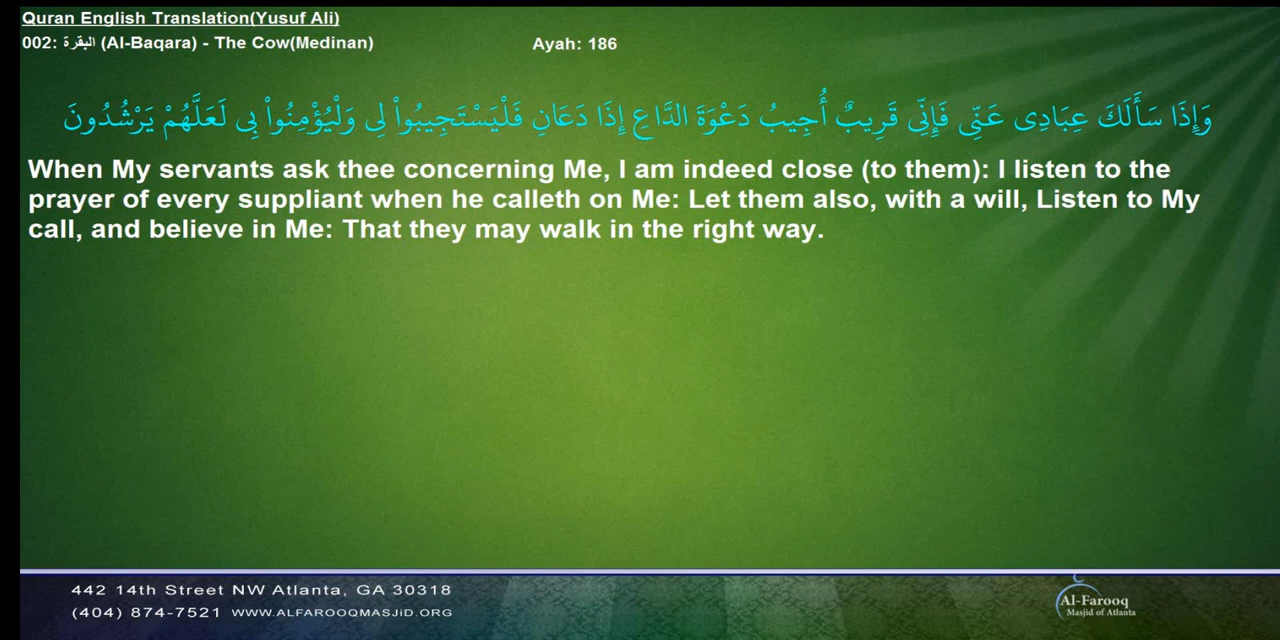 Quran English Translation(Yusuf Ali)
002: البقرة (Al-Baqara) - The Cow(Medinan)
Ayah: 186
وَإِذَا سَأَلَكَ عِبَادِى عَنِّى فَإِنِّى قَرِيبٌ أُجِيبُ دَعْوَةَ الدَّاعِ إِذَا دَعَانِ فَلْيَسْتَجِيبُواْ لِى وَلْيُؤْمِنُواْ بِى لَعَلَّهُمْ يَرْشُدُونَ
When My servants ask thee concerning Me, I am indeed close (to them): I listen to the
prayer of every suppliant when he calleth on Me: Let them also, with a will, Listen to My
call, and believe in Me: That they may walk in the right way.
442 14th Street NW Atlanta, GA 30318
(404) 874-7521 WWW.ALFAROOQMASJiD.ORG
Al-Farooq
Masjid of Atlanta